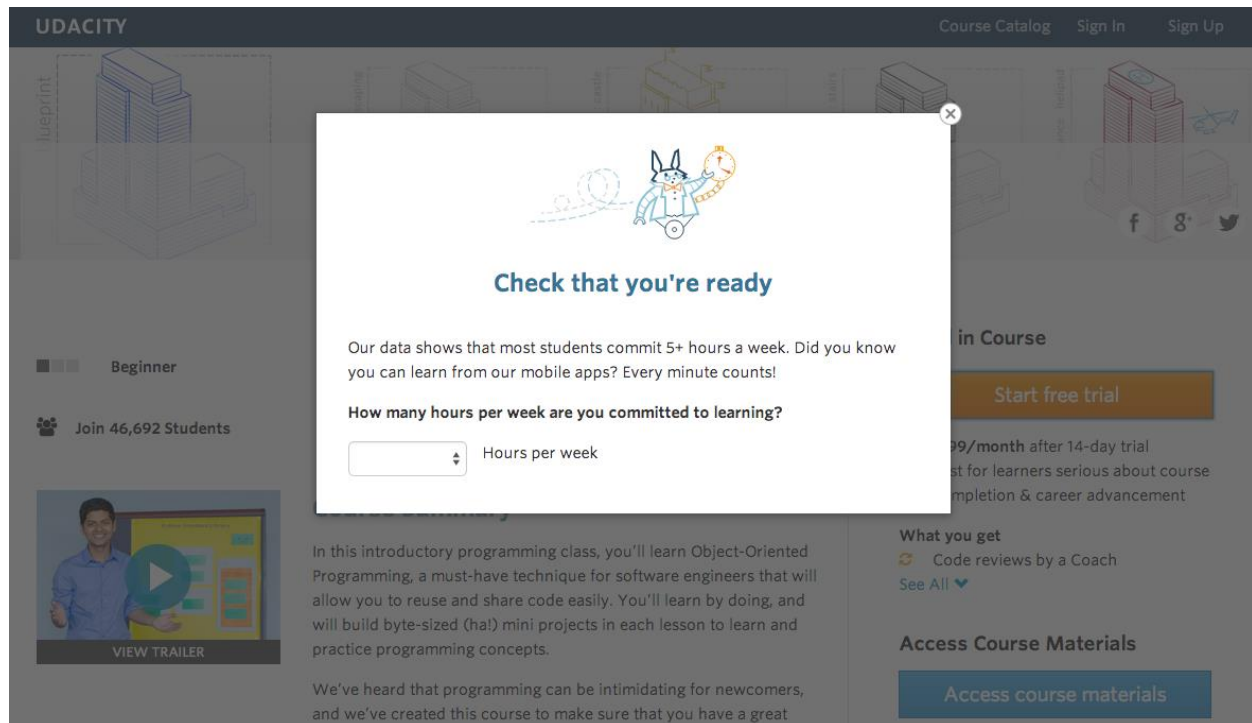 UDACITY
Course Catalog Sign In Sign Up
blueprint
Check that you're ready
Our data shows that most students commit 5+ hours a week. Did you know
you can learn from our mobile apps? Every minute counts!
How many hours per week are you committed to learning?
Hours per week
Beginner
Join 46,692 Students
VIEW TRAILER
In this introductory programming class, you'll learn Object-Oriented
Programming, a must-have technique for software engineers that will
allow you to reuse and share code easily. You'll learn by doing, and
will build byte-sized (ha!) mini projects in each lesson to learn and
practice programming concepts.
We've heard that programming can be intimidating for newcomers,
and we've created this course to make sure that you have a great
in Course
Start free trial
99/month after 14-day trial
for learners serious about course
& career advancement
What you get
Code reviews by a Coach
See All
Access Course Materials
Access course materials